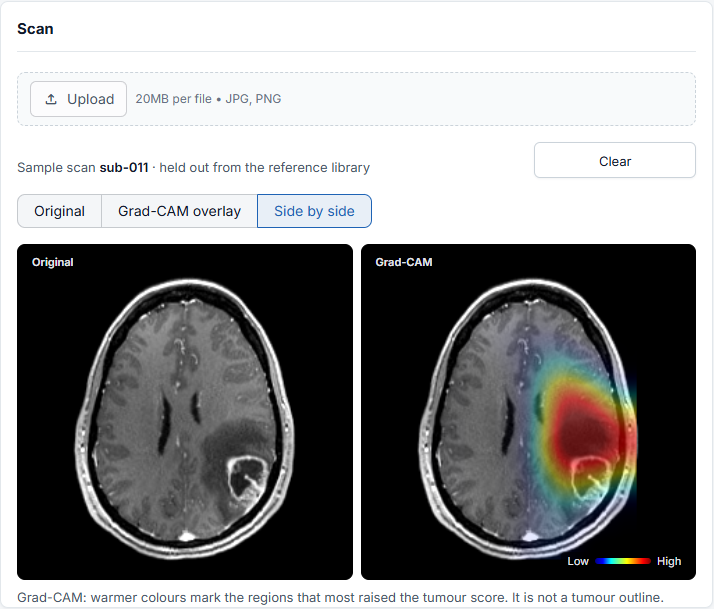 Scan
Upload 20MB per file • JPG, PNG
Sample scan sub-011 · held out from the reference library
Clear
Original Grad-CAM overlay Side by side
Original
Grad-CAM
Low High
Grad-CAM: warmer colours mark the regions that most raised the tumour score. It is not a tumour outline.